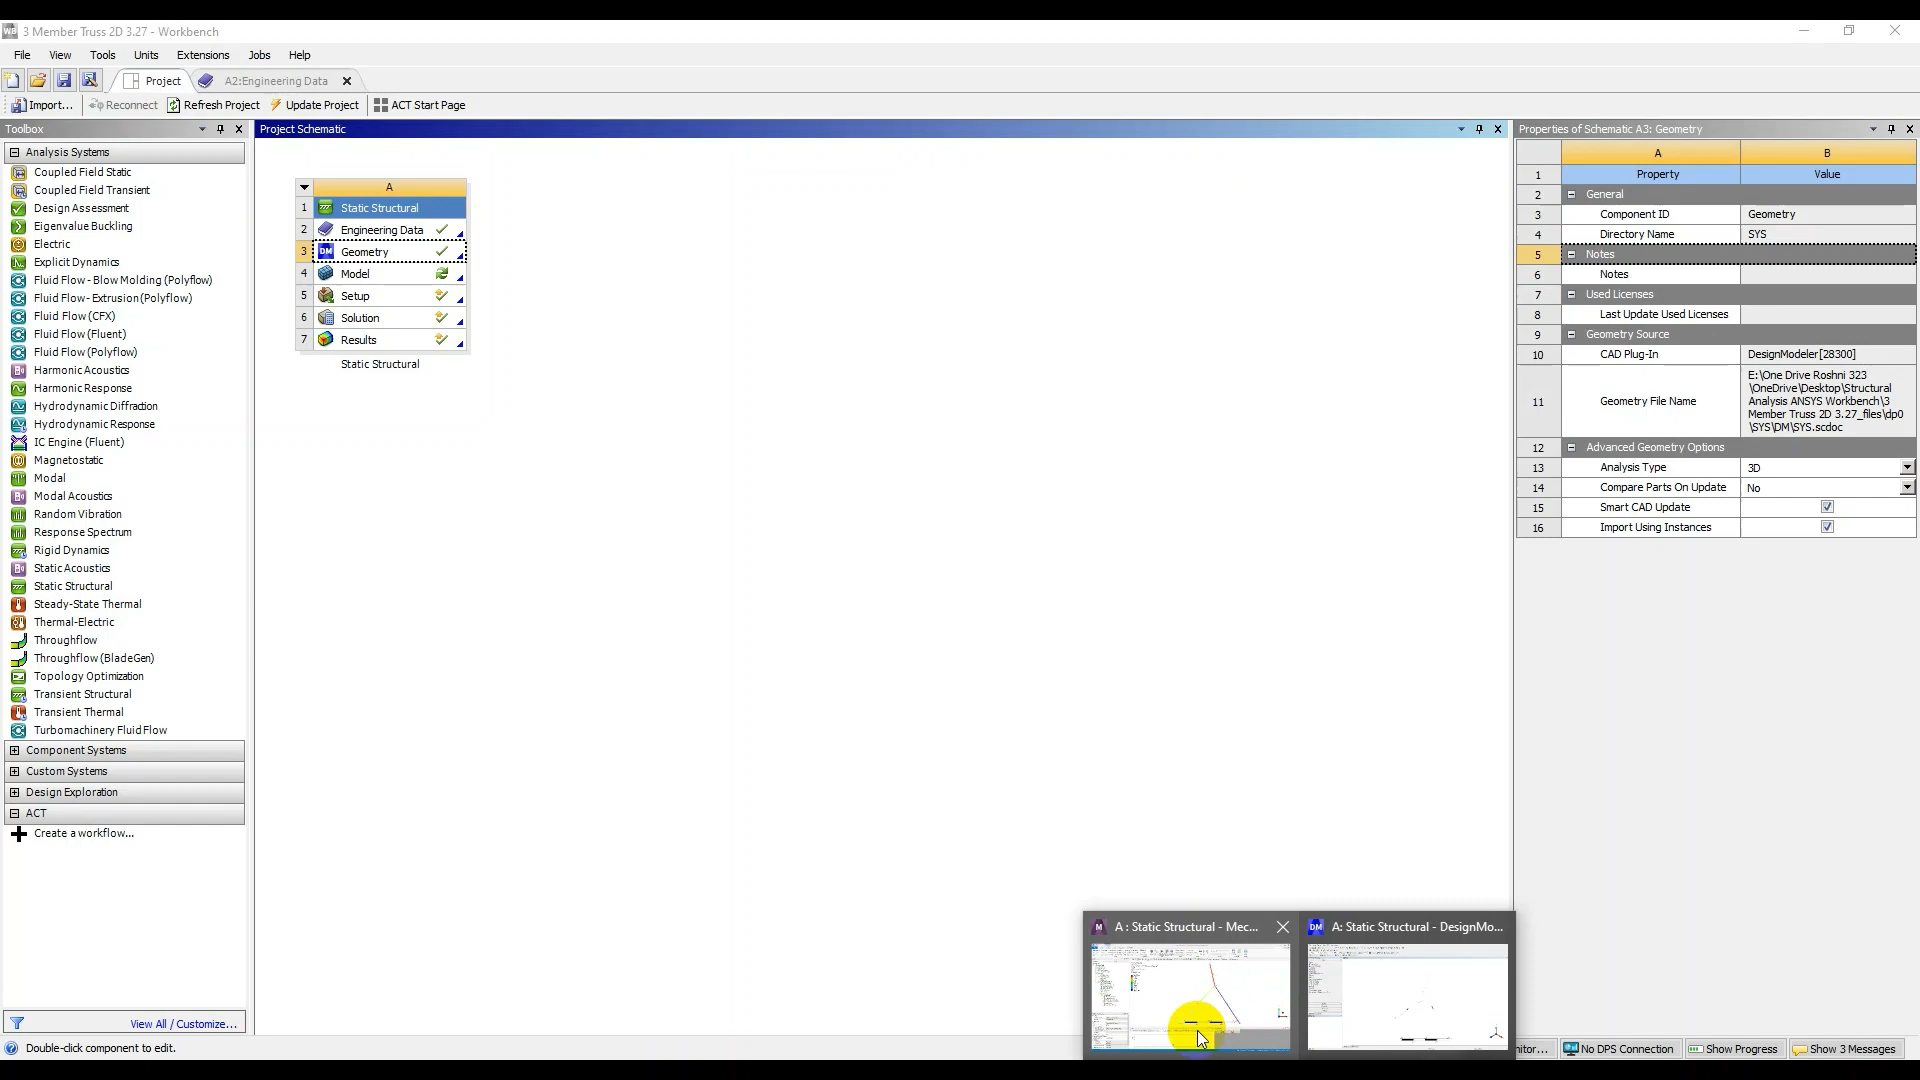 3 Member Truss 2D 3.27 - Workbench
File View Tools Units Extensions Jobs Help
Project A2:Engineering Data
Import... Reconnect Refresh Project Update Project ACT Start Page
Toolbox
Project Schematic
Properties of Schematic A3: Geometry
Analysis Systems
Coupled Field Static
Coupled Field Transient
Design Assessment
Eigenvalue Buckling
Electric
Explicit Dynamics
Fluid Flow - Blow Molding (Polyflow)
Fluid Flow - Extrusion (Polyflow)
Fluid Flow (CFX)
Fluid Flow (Fluent)
Fluid Flow (Polyflow)
Harmonic Acoustics
Harmonic Response
Hydrodynamic Diffraction
Hydrodynamic Response
IC Engine (Fluent)
Magnetostatic
Modal
Modal Acoustics
Random Vibration
Response Spectrum
Rigid Dynamics
Static Acoustics
Static Structural
Steady-State Thermal
Thermal-Electric
Throughflow
Throughflow (BladeGen)
Topology Optimization
Transient Structural
Transient Thermal
Turbomachinery Fluid Flow
Component Systems
Custom Systems
Design Exploration
ACT
Create a workflow...
View All / Customize...
A
1 Static Structural
2 Engineering Data
3 DM Geometry
4 Model
5 Setup
6 Solution
7 Results
Static Structural
A B
1 Property Value
2 General
3 Component ID Geometry
4 Directory Name SYS
5 Notes
6 Notes
7 Used Licenses
8 Last Update Used Licenses
9 Geometry Source
10 CAD Plug-In DesignModeler[28300]
11 Geometry File Name E:\One Drive Roshni 323
\OneDrive\Desktop\Structural
Analysis ANSYS Workbench\3
Member Truss 2D 3.27_files\dp0
\SYS\DM\SYS.scdoc
12 Advanced Geometry Options
13 Analysis Type 3D
14 Compare Parts On Update No
15 Smart CAD Update
16 Import Using Instances
M A : Static Structural - Mec...
DM A: Static Structural - DesignMo...
Double-click component to edit.
nitor... No DPS Connection Show Progress Show 3 Messages